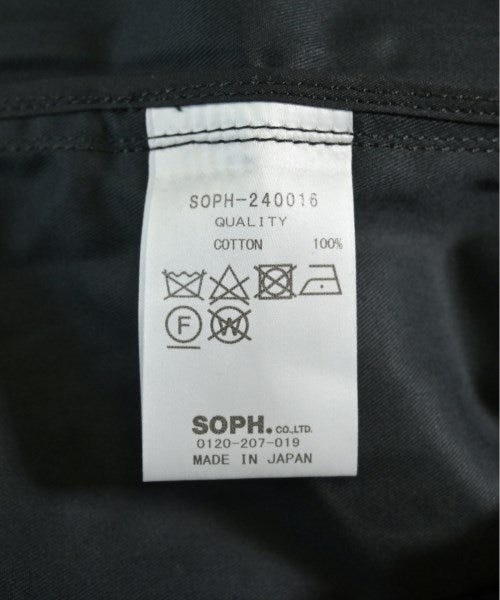 SOPH-240016
QUALITY
COTTON 100%
F W
SOPH. CO.,LTD.
0120-207-019
MADE IN JAPAN